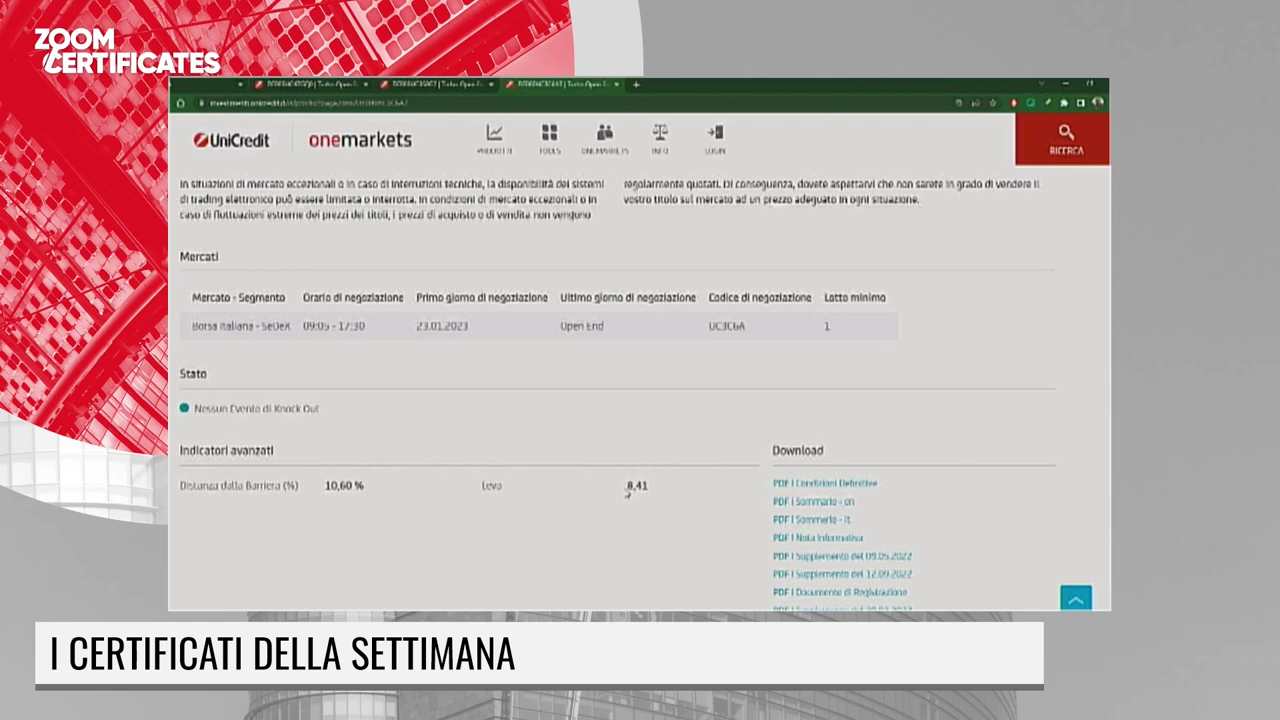 ZOOM
CERTIFICATES
UniCredit
onemarkets
PRODOTTI
TOOLS
ONEMARKETS
INFO
LOGIN
RICERCA
In situazioni di mercato eccezionali o in caso di interruzioni tecniche, la disponibilità dei sistemi
di trading elettronico può essere limitata o interrotta. In condizioni di mercato eccezionali o in
caso di fluttuazioni estreme dei prezzi dei titoli, i prezzi di acquisto o di vendita non vengono
regolarmente quotati. Di conseguenza, dovete aspettarvi che non sarete in grado di vendere il
vostro titolo sul mercato ad un prezzo adeguato in ogni situazione.
Mercati
Mercato - Segmento Orario di negoziazione Primo giorno di negoziazione Ultimo giorno di negoziazione Codice di negoziazione Lotto minimo
Borsa Italiana - SeDeX 09:05 - 17:30 23.01.2023 Open End UC3C6A 1
Stato
Nessun Evento di Knock Out
Indicatori avanzati
Distanza dalla Barriera (%) 10,60 % Leva 8,41
Download
PDF | Condizioni Definitive
PDF | Sommario - en
PDF | Sommario - it
PDF | Nota Informativa
PDF | Supplemento del 09.05.2022
PDF | Supplemento del 12.09.2022
PDF | Documento di Registrazione
I CERTIFICATI DELLA SETTIMANA